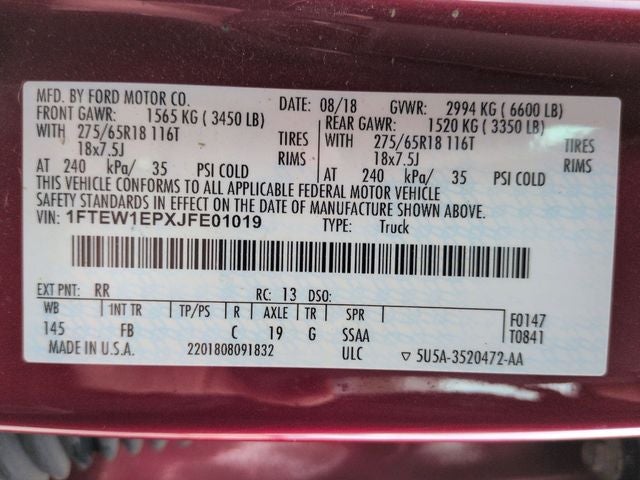 MFD. BY FORD MOTOR CO. DATE: 08/18 GVWR: 2994 KG ( 6600 LB)
FRONT GAWR: 1565 KG ( 3450 LB) REAR GAWR: 1520 KG ( 3350 LB)
WITH 275/65R18 116T TIRES WITH 275/65R18 116T TIRES
18x7.5J RIMS 18x7.5J RIMS
AT 240 kPa/ 35 PSI COLD AT 240 kPa/ 35 PSI COLD
THIS VEHICLE CONFORMS TO ALL APPLICABLE FEDERAL MOTOR VEHICLE
SAFETY STANDARDS IN EFFECT ON THE DATE OF MANUFACTURE SHOWN ABOVE.
VIN: 1FTEW1EPXJFE01019 TYPE: Truck
EXT PNT: RR RC: 13 DSO:
WB 1NT TR TP/PS R AXLE TR SPR F0147
145 FB C 19 G SSAA T0841
MADE IN U.S.A. 2201808091832 ULC ▽ 5U5A-3520472-AA